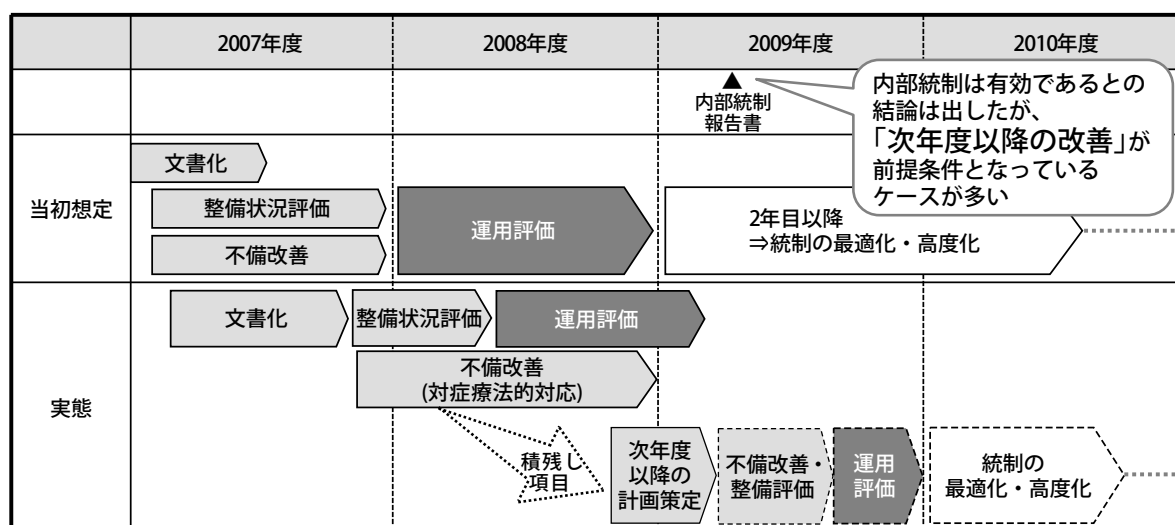 2007年度
2008年度
2009年度
2010年度
▲
内部統制
報告書
内部統制は有効であるとの
結論は出したが、
「次年度以降の改善」が
前提条件となっている
ケースが多い
当初想定
文書化
整備状況評価
不備改善
運用評価
2年目以降
⇒統制の最適化・高度化
実態
文書化
整備状況評価
運用評価
不備改善
(対症療法的対応)
積残し
項目
次年度
以降の
計画策定
不備改善・
整備評価
運用
評価
統制の
最適化・高度化